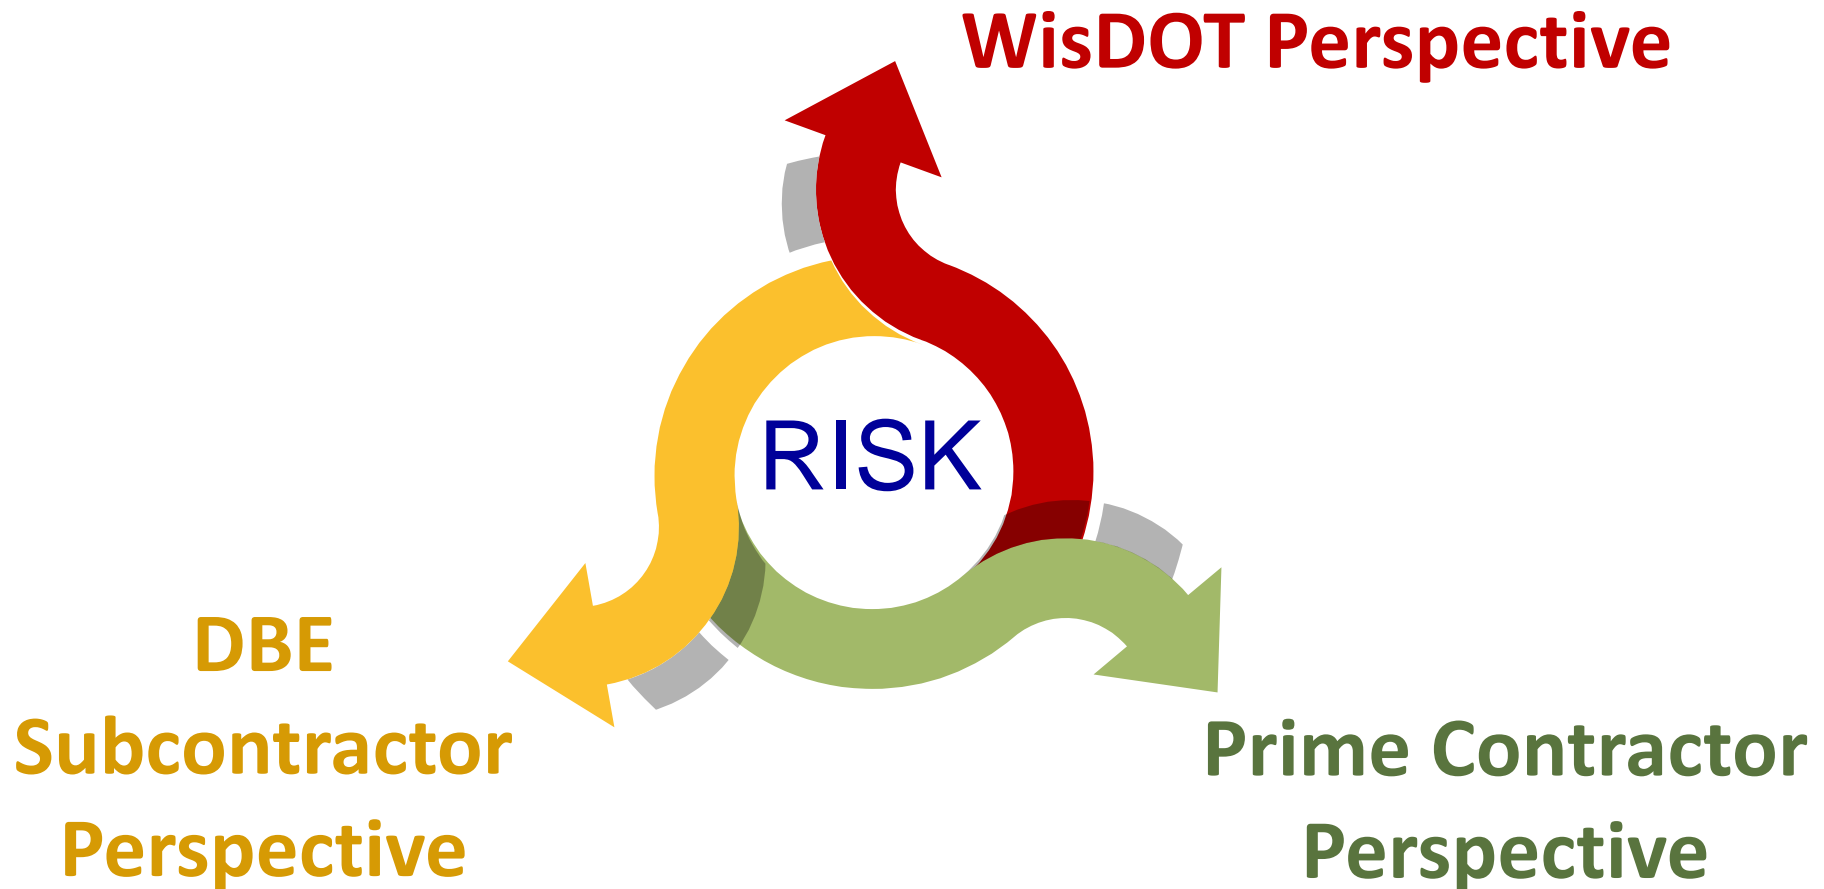 WisDOT Perspective
RISK
DBE
Subcontractor
Perspective
Prime Contractor
Perspective